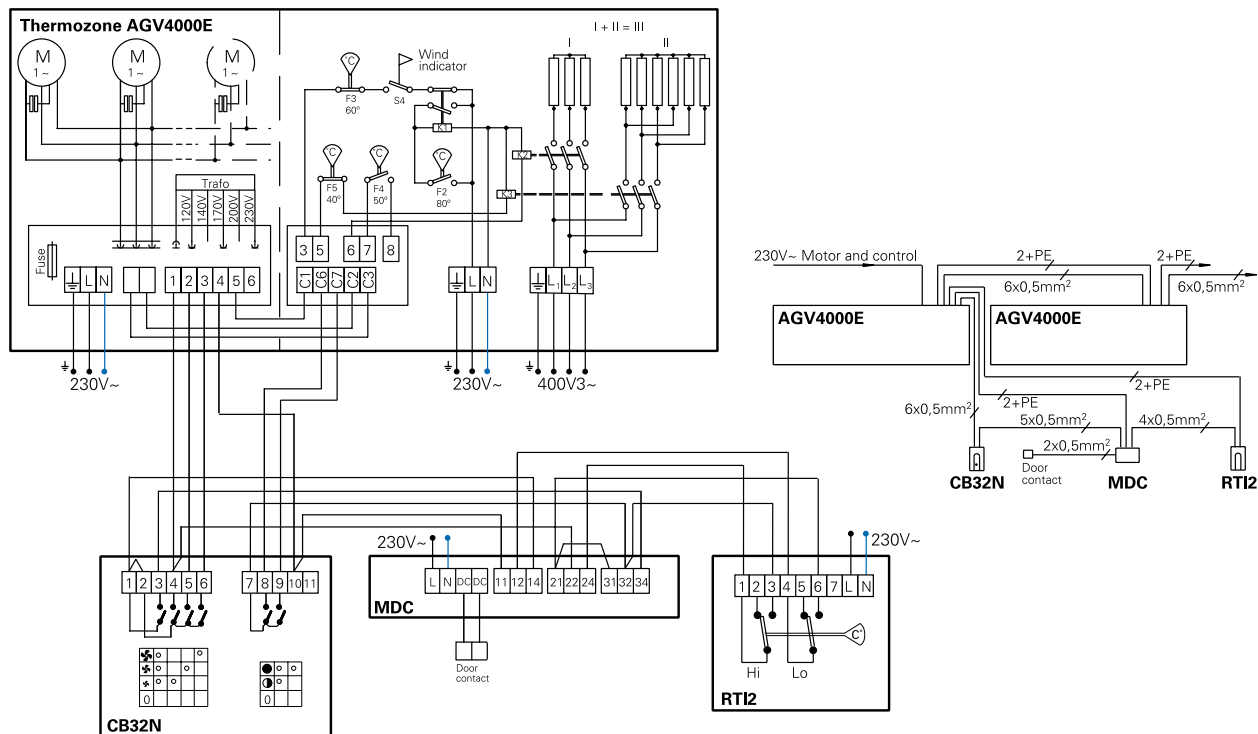 Thermozone AGV4000E
I + II = III
I II
M M M
1~ 1~ 1~
°C Wind
indicator
F3 S4
60°
K1
°C °C °C K2
F5 F4 F2 K3
40° 50° 80°
Trafo
120V 140V 170V 200V 230V
Fuse
3 5 6 7 8
L N 1 2 3 4 5 6 C1 C6 C7 C2 C3 L N L1 L2 L3
230V~ 230V~ 400V3~
230V~ Motor and control 2+PE 2+PE
6x0,5mm² 6x0,5mm²
AGV4000E AGV4000E
2+PE
6x0,5mm² 2+PE
5x0,5mm² 4x0,5mm²
2x0,5mm²
CB32N Door
contact MDC RTI2
230V~ 230V~
1 2 3 4 5 6 7 8 9 10 11
L N DC DC 11 12 14 21 22 24 31 32 34
MDC
1 2 3 4 5 6 7 L N
Door
contact
C°
Hi Lo
0 0
CB32N
RTI2